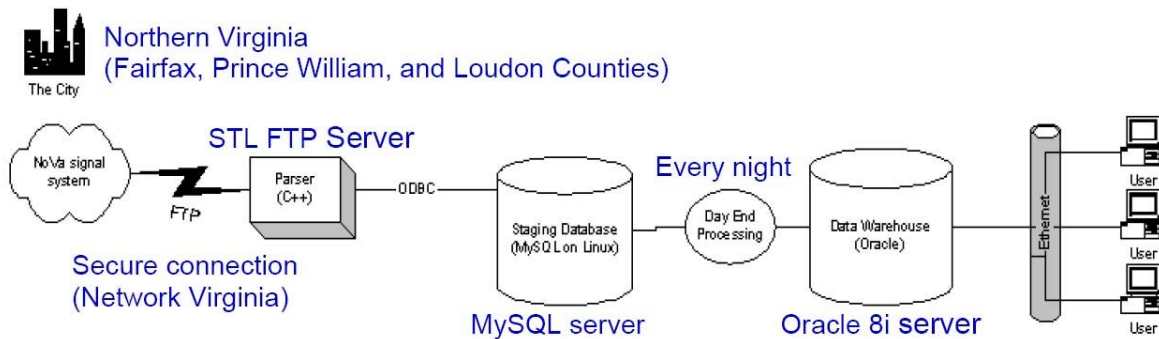 Northern Virginia
(Fairfax, Prince William, and Loudon Counties)
The City
STL FTP Server
NoVa signal
system
FTP
Parser
(C++)
ODBC
Every night
Staging Database
(MySQL on Linux)
Day End
Processing
Data Warehouse
(Oracle)
Ethernet
User
User
User
Secure connection
(Network Virginia)
MySQL server
Oracle 8i server